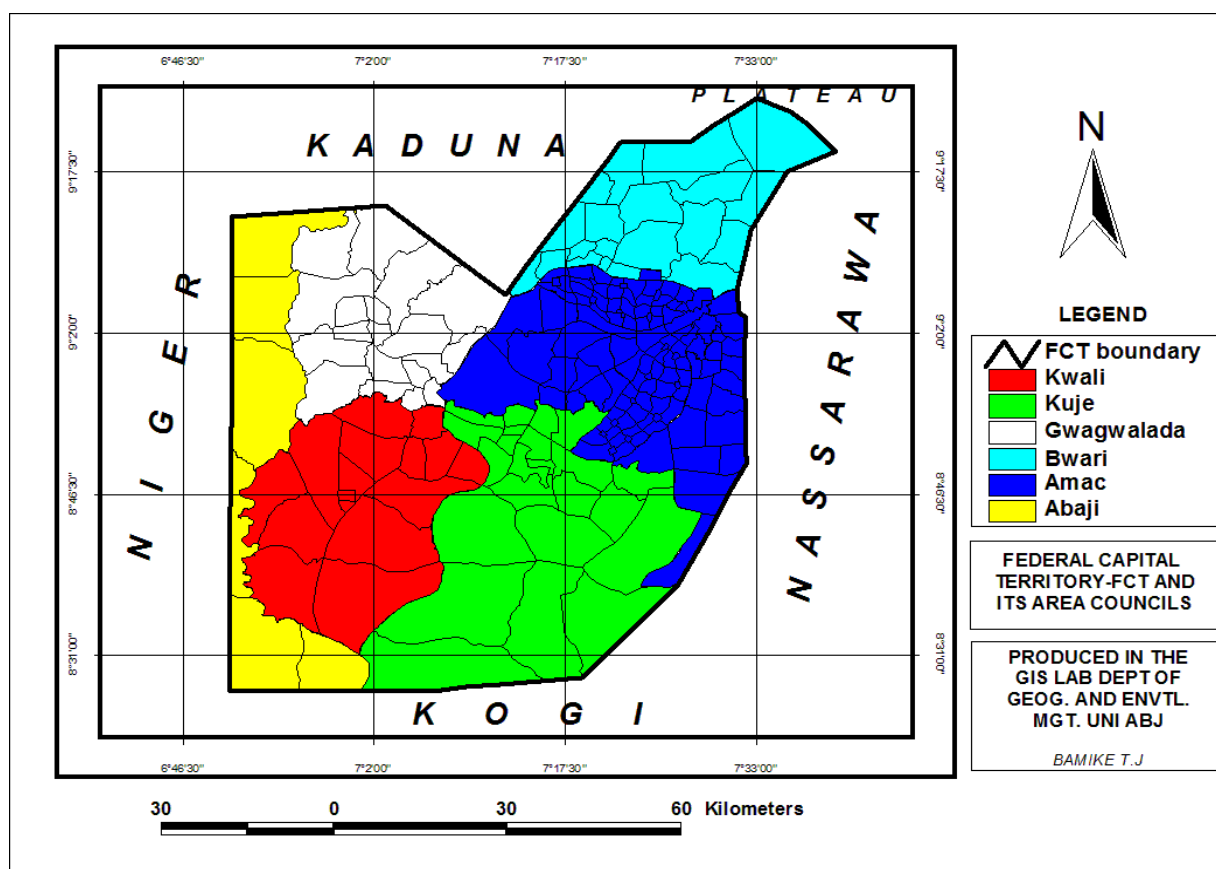 6°46'30" 7°2'00" 7°17'30" 7°33'00"
P L A T E A U
K A D U N A
N
9°17'30" 9°17'30"
N I G E R
N A S S A R A W A
9°2'00" 9°2'00"
8°46'30" 8°46'30"
8°31'00" 8°31'00"
K O G I
6°46'30" 7°2'00" 7°17'30" 7°33'00"
30 0 30 60 Kilometers
LEGEND
FCT boundary
Kwali
Kuje
Gwagwalada
Bwari
Amac
Abaji
FEDERAL CAPITAL
TERRITORY-FCT AND
ITS AREA COUNCILS
PRODUCED IN THE
GIS LAB DEPT OF
GEOG. AND ENVTL.
MGT. UNI ABJ
BAMIKE T.J